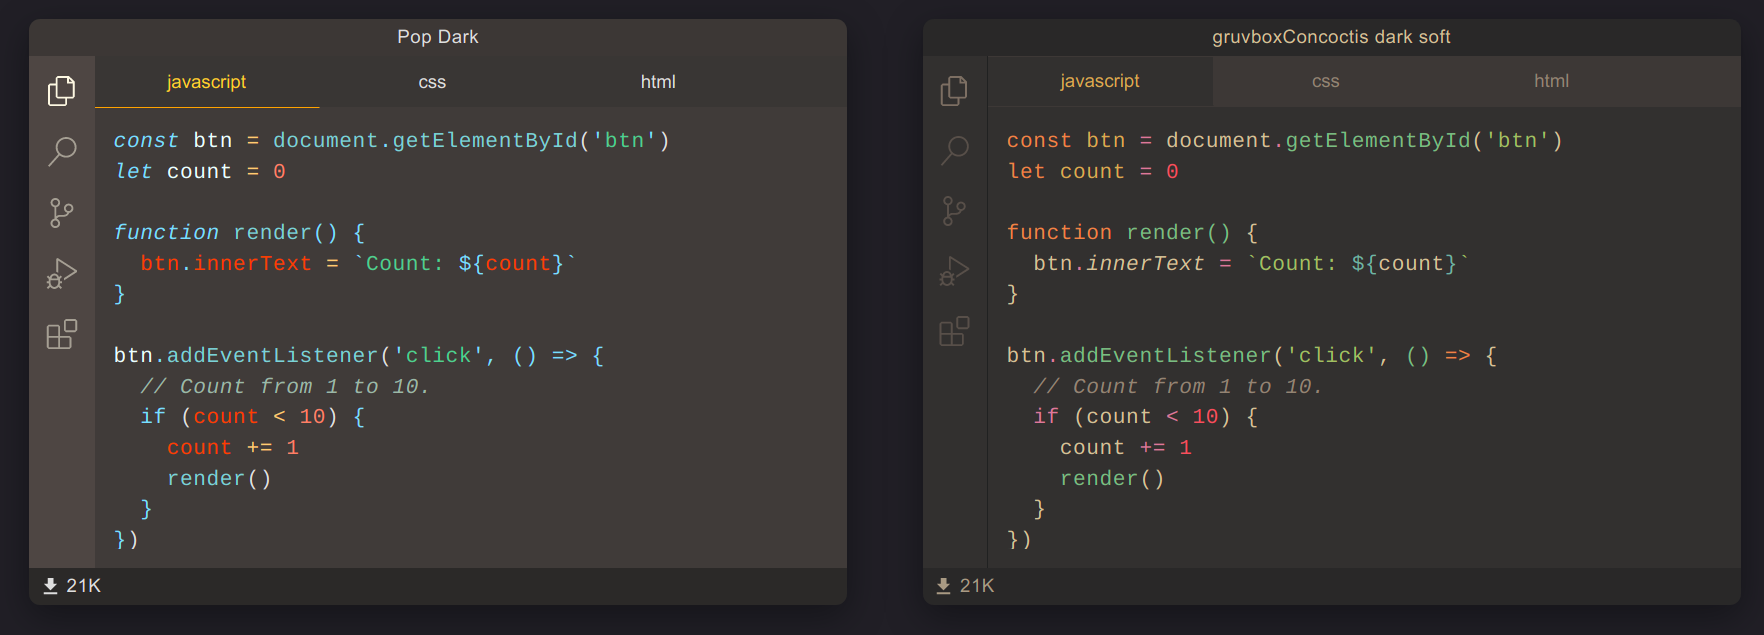 Pop Dark
javascript css html
const btn = document.getElementById('btn')
let count = 0
function render() {
  btn.innerText = `Count: ${count}`
}
btn.addEventListener('click', () => {
  // Count from 1 to 10.
  if (count < 10) {
    count += 1
    render()
  }
})
21K
gruvboxConcoctis dark soft
javascript css html
const btn = document.getElementById('btn')
let count = 0
function render() {
  btn.innerText = `Count: ${count}`
}
btn.addEventListener('click', () => {
  // Count from 1 to 10.
  if (count < 10) {
    count += 1
    render()
  }
})
21K